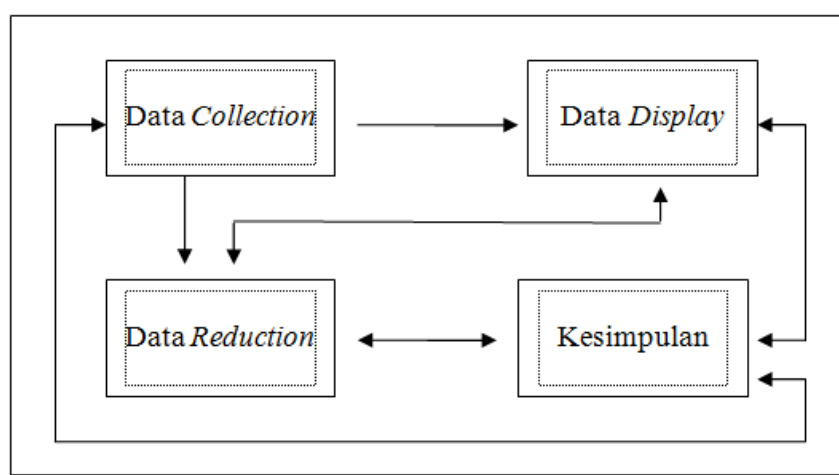 Data Collection
Data Display
Data Reduction
Kesimpulan